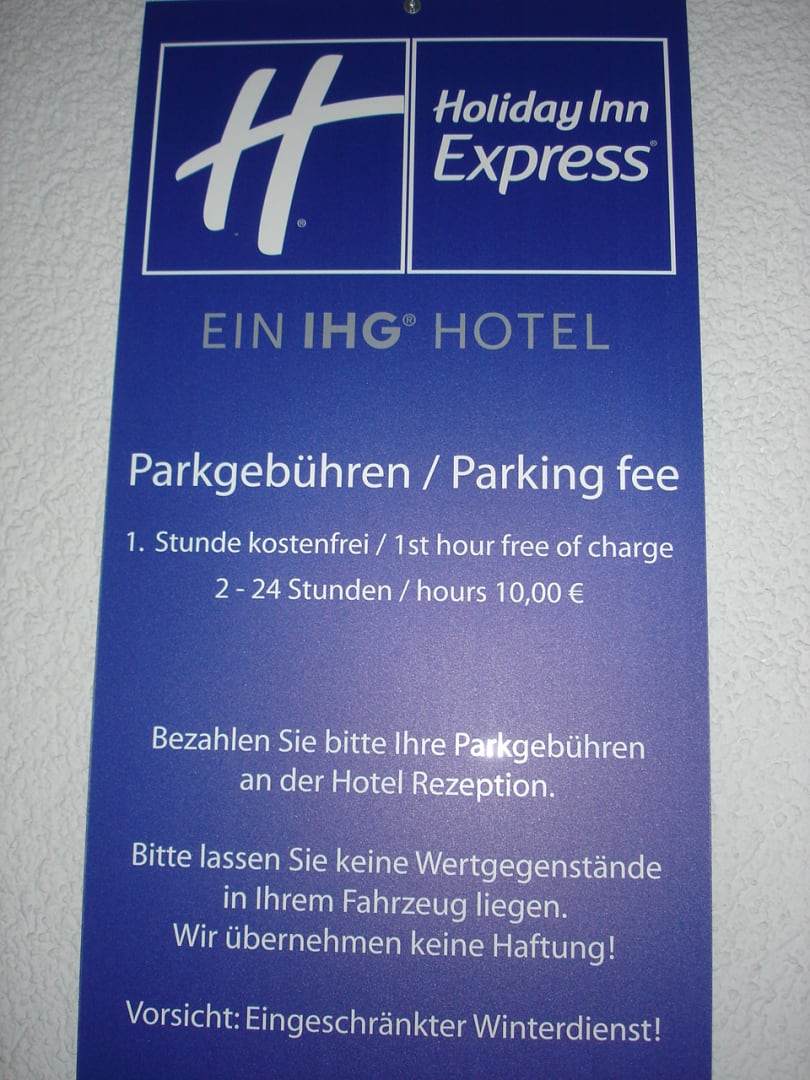 H®
Holiday Inn
Express®
EIN IHG® HOTEL
Parkgebühren / Parking fee
1. Stunde kostenfrei / 1st hour free of charge
2 - 24 Stunden / hours 10,00 €
Bezahlen Sie bitte Ihre Parkgebühren
an der Hotel Rezeption.
Bitte lassen Sie keine Wertgegenstände
in Ihrem Fahrzeug liegen.
Wir übernehmen keine Haftung!
Vorsicht: Eingeschränkter Winterdienst!